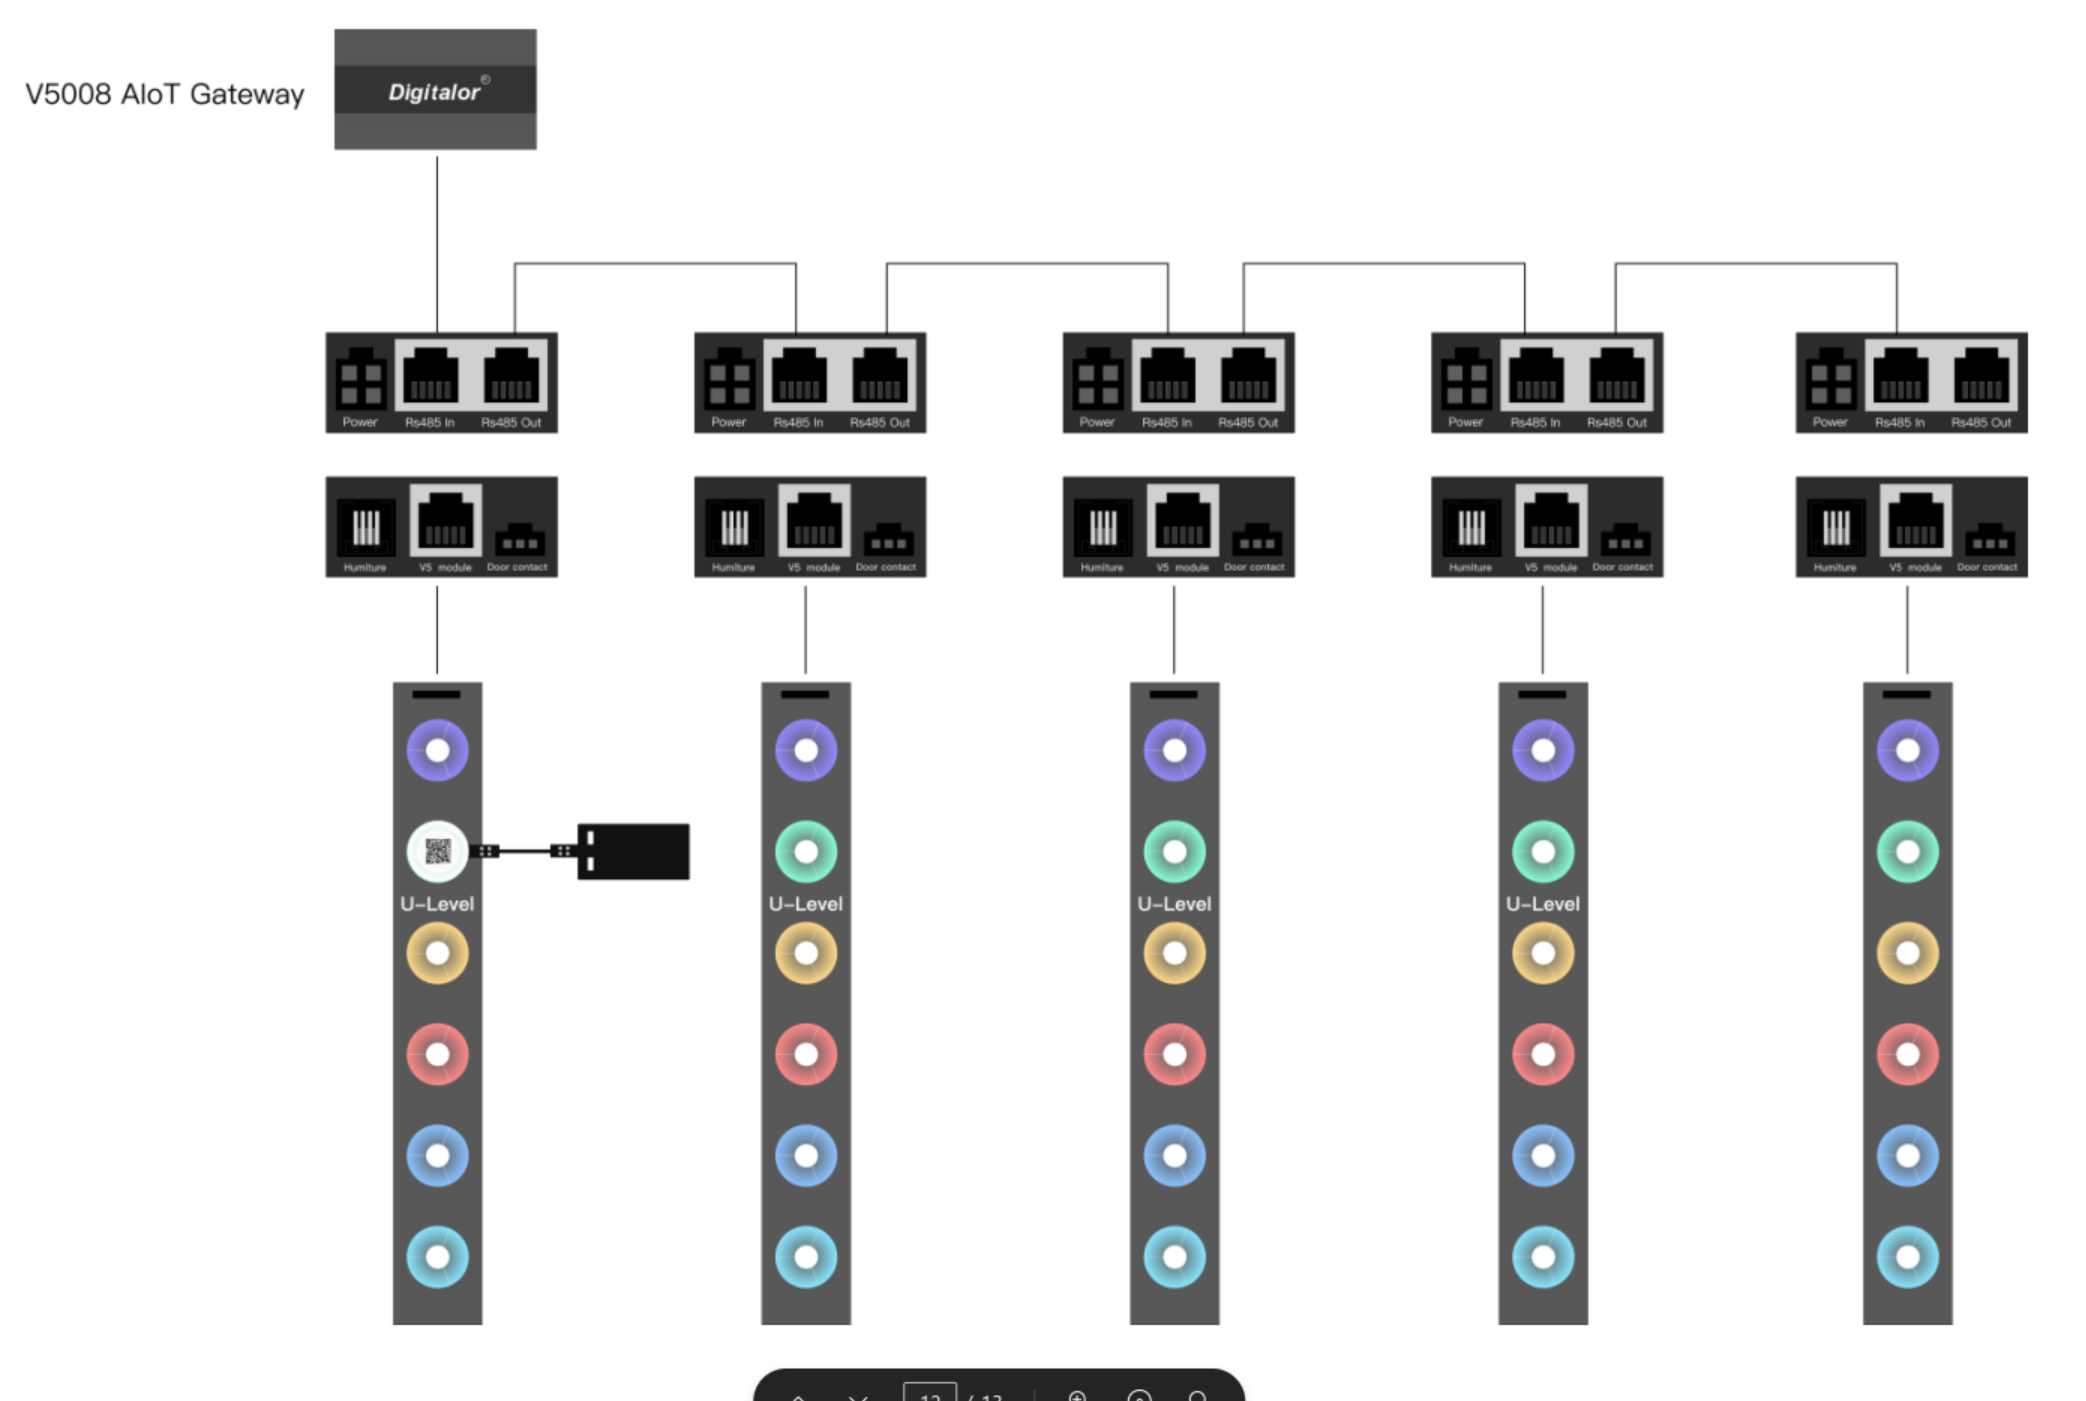 V5008 AIoT Gateway
Digitalor®
Power Rs485 In Rs485 Out
Power Rs485 In Rs485 Out
Power Rs485 In Rs485 Out
Power Rs485 In Rs485 Out
Power Rs485 In Rs485 Out
Humiture V5 module Door contact
Humiture V5 module Door contact
Humiture V5 module Door contact
Humiture V5 module Door contact
Humiture V5 module Door contact
U-Level
U-Level
U-Level
U-Level
12 / 13